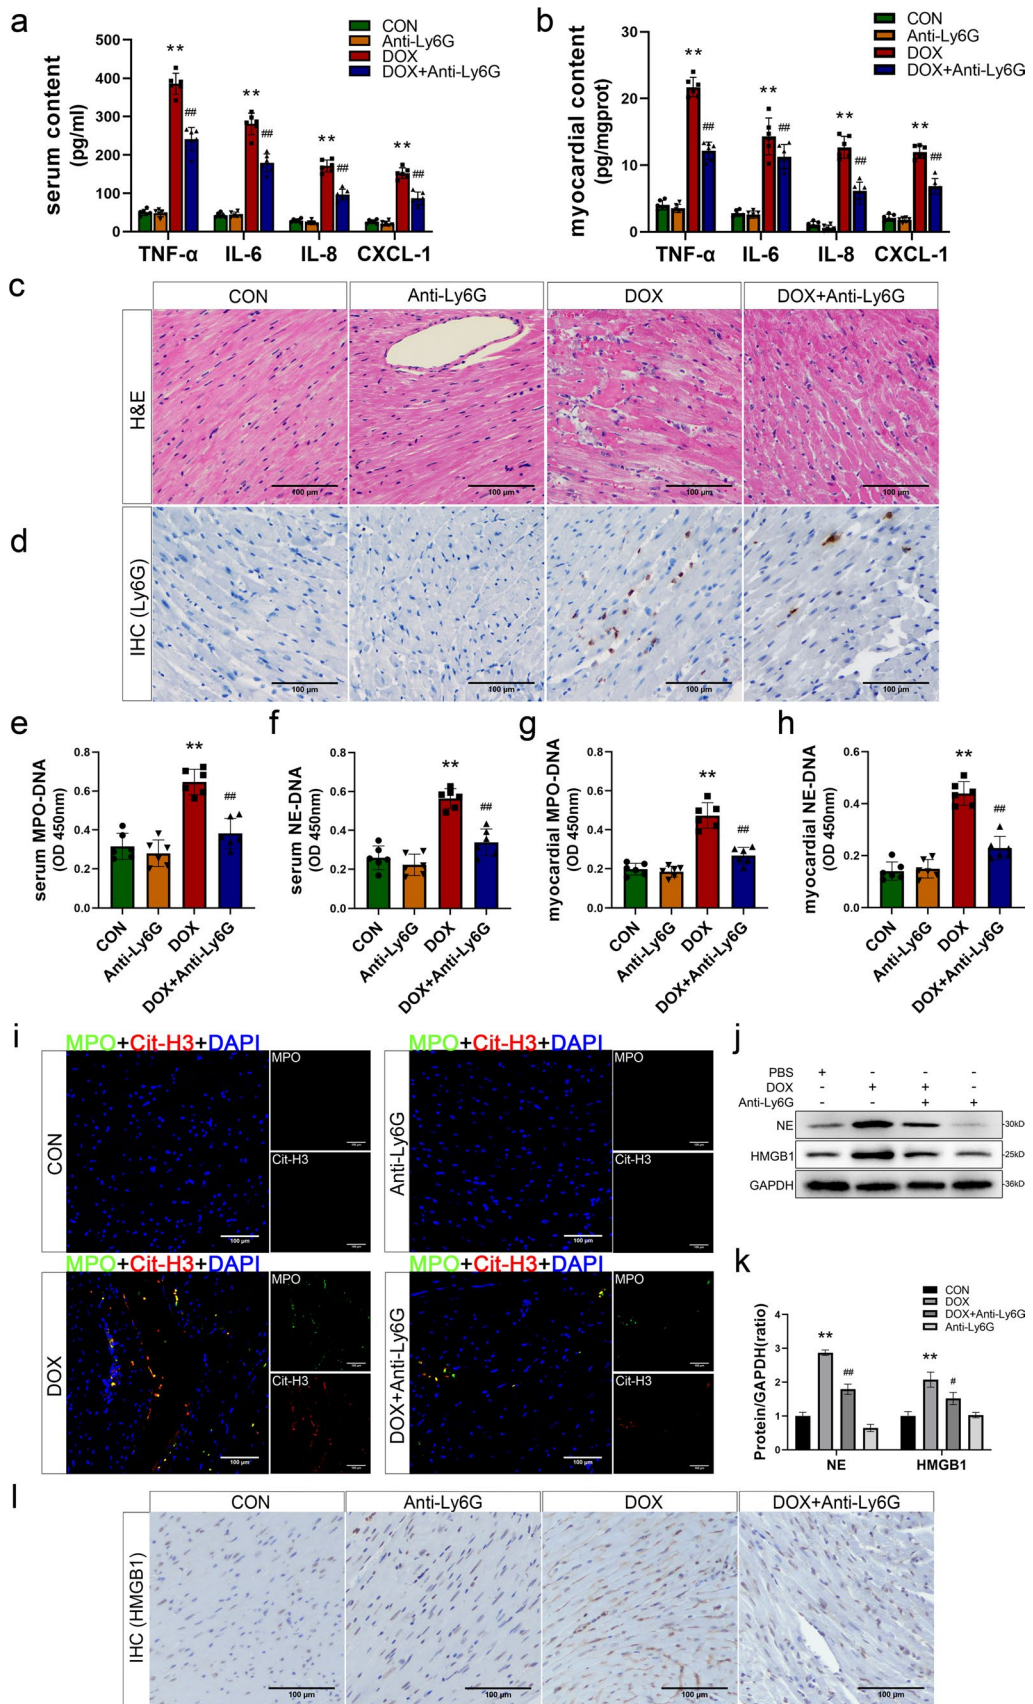 a
CON
Anti-Ly6G
DOX
DOX+Anti-Ly6G
serum content
(pg/ml)
500
400
300
200
100
0
** ## ** ## ** ## ** ##
TNF-α IL-6 IL-8 CXCL-1
b
CON
Anti-Ly6G
DOX
DOX+Anti-Ly6G
myocardial content
(pg/mgprot)
30
20
10
0
** ## ** ## ** ## ** ##
TNF-α IL-6 IL-8 CXCL-1
c
CON Anti-Ly6G DOX DOX+Anti-Ly6G
H&E
100 μm 100 μm 100 μm 100 μm
d
IHC (Ly6G)
100 μm 100 μm 100 μm 100 μm
e
serum MPO-DNA
(OD 450nm)
0.8
0.6
0.4
0.2
0.0
** ##
CON Anti-Ly6G DOX DOX+Anti-Ly6G
f
serum NE-DNA
(OD 450nm)
0.8
0.6
0.4
0.2
0.0
** ##
CON Anti-Ly6G DOX DOX+Anti-Ly6G
g
myocardial MPO-DNA
(OD 450nm)
0.8
0.6
0.4
0.2
0.0
** ##
CON Anti-Ly6G DOX DOX+Anti-Ly6G
h
myocardial NE-DNA
(OD 450nm)
0.6
0.4
0.2
0.0
** ##
CON Anti-Ly6G DOX DOX+Anti-Ly6G
i
MPO+Cit-H3+DAPI
CON
MPO
Cit-H3
100 μm
MPO+Cit-H3+DAPI
Anti-Ly6G
MPO
Cit-H3
100 μm
MPO+Cit-H3+DAPI
DOX
MPO
Cit-H3
100 μm
MPO+Cit-H3+DAPI
DOX+Anti-Ly6G
MPO
Cit-H3
100 μm
j
PBS + - - -
DOX - + + -
Anti-Ly6G - - + +
NE -30kD
HMGB1 -25kD
GAPDH -36kD
k
CON
DOX
DOX+Anti-Ly6G
Anti-Ly6G
Protein/GAPDH(ratio)
4
3
2
1
0
** ## ** #
NE HMGB1
l
CON Anti-Ly6G DOX DOX+Anti-Ly6G
IHC (HMGB1)
100 μm 100 μm 100 μm 100 μm